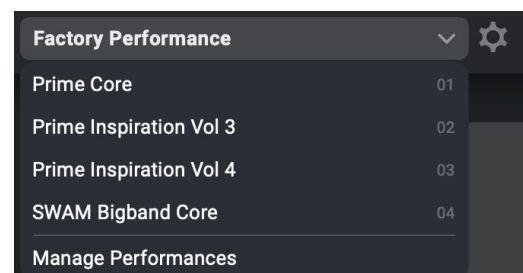 Factory Performance
Prime Core 01
Prime Inspiration Vol 3 02
Prime Inspiration Vol 4 03
SWAM Bigband Core 04
Manage Performances